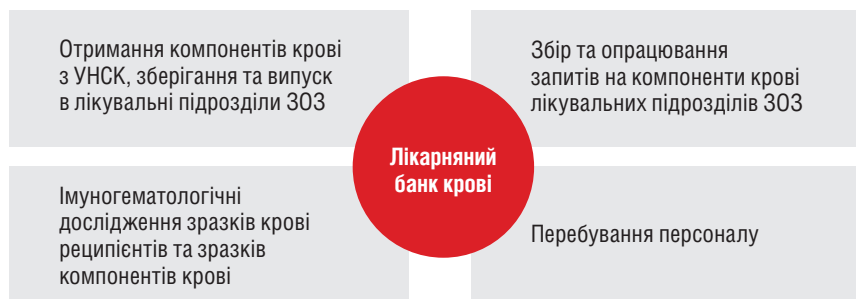 Отримання компонентів крові
з УНСК, зберігання та випуск
в лікувальні підрозділи ЗОЗ
Збір та опрацювання
запитів на компоненти крові
лікувальних підрозділів ЗОЗ
Лікарняний
банк крові
Імуногематологічні
дослідження зразків крові
реципієнтів та зразків
компонентів крові
Перебування персоналу